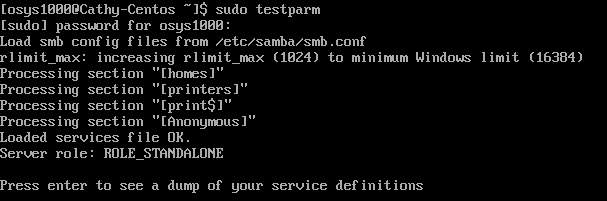 [osys1000@Cathy-Centos ~]$ sudo testparm
[sudo] password for osys1000:
Load smb config files from /etc/samba/smb.conf
rlimit_max: increasing rlimit_max (1024) to minimum Windows limit (16384)
Processing section "[homes]"
Processing section "[printers]"
Processing section "[print$]"
Processing section "[Anonymous]"
Loaded services file OK.
Server role: ROLE_STANDALONE
Press enter to see a dump of your service definitions